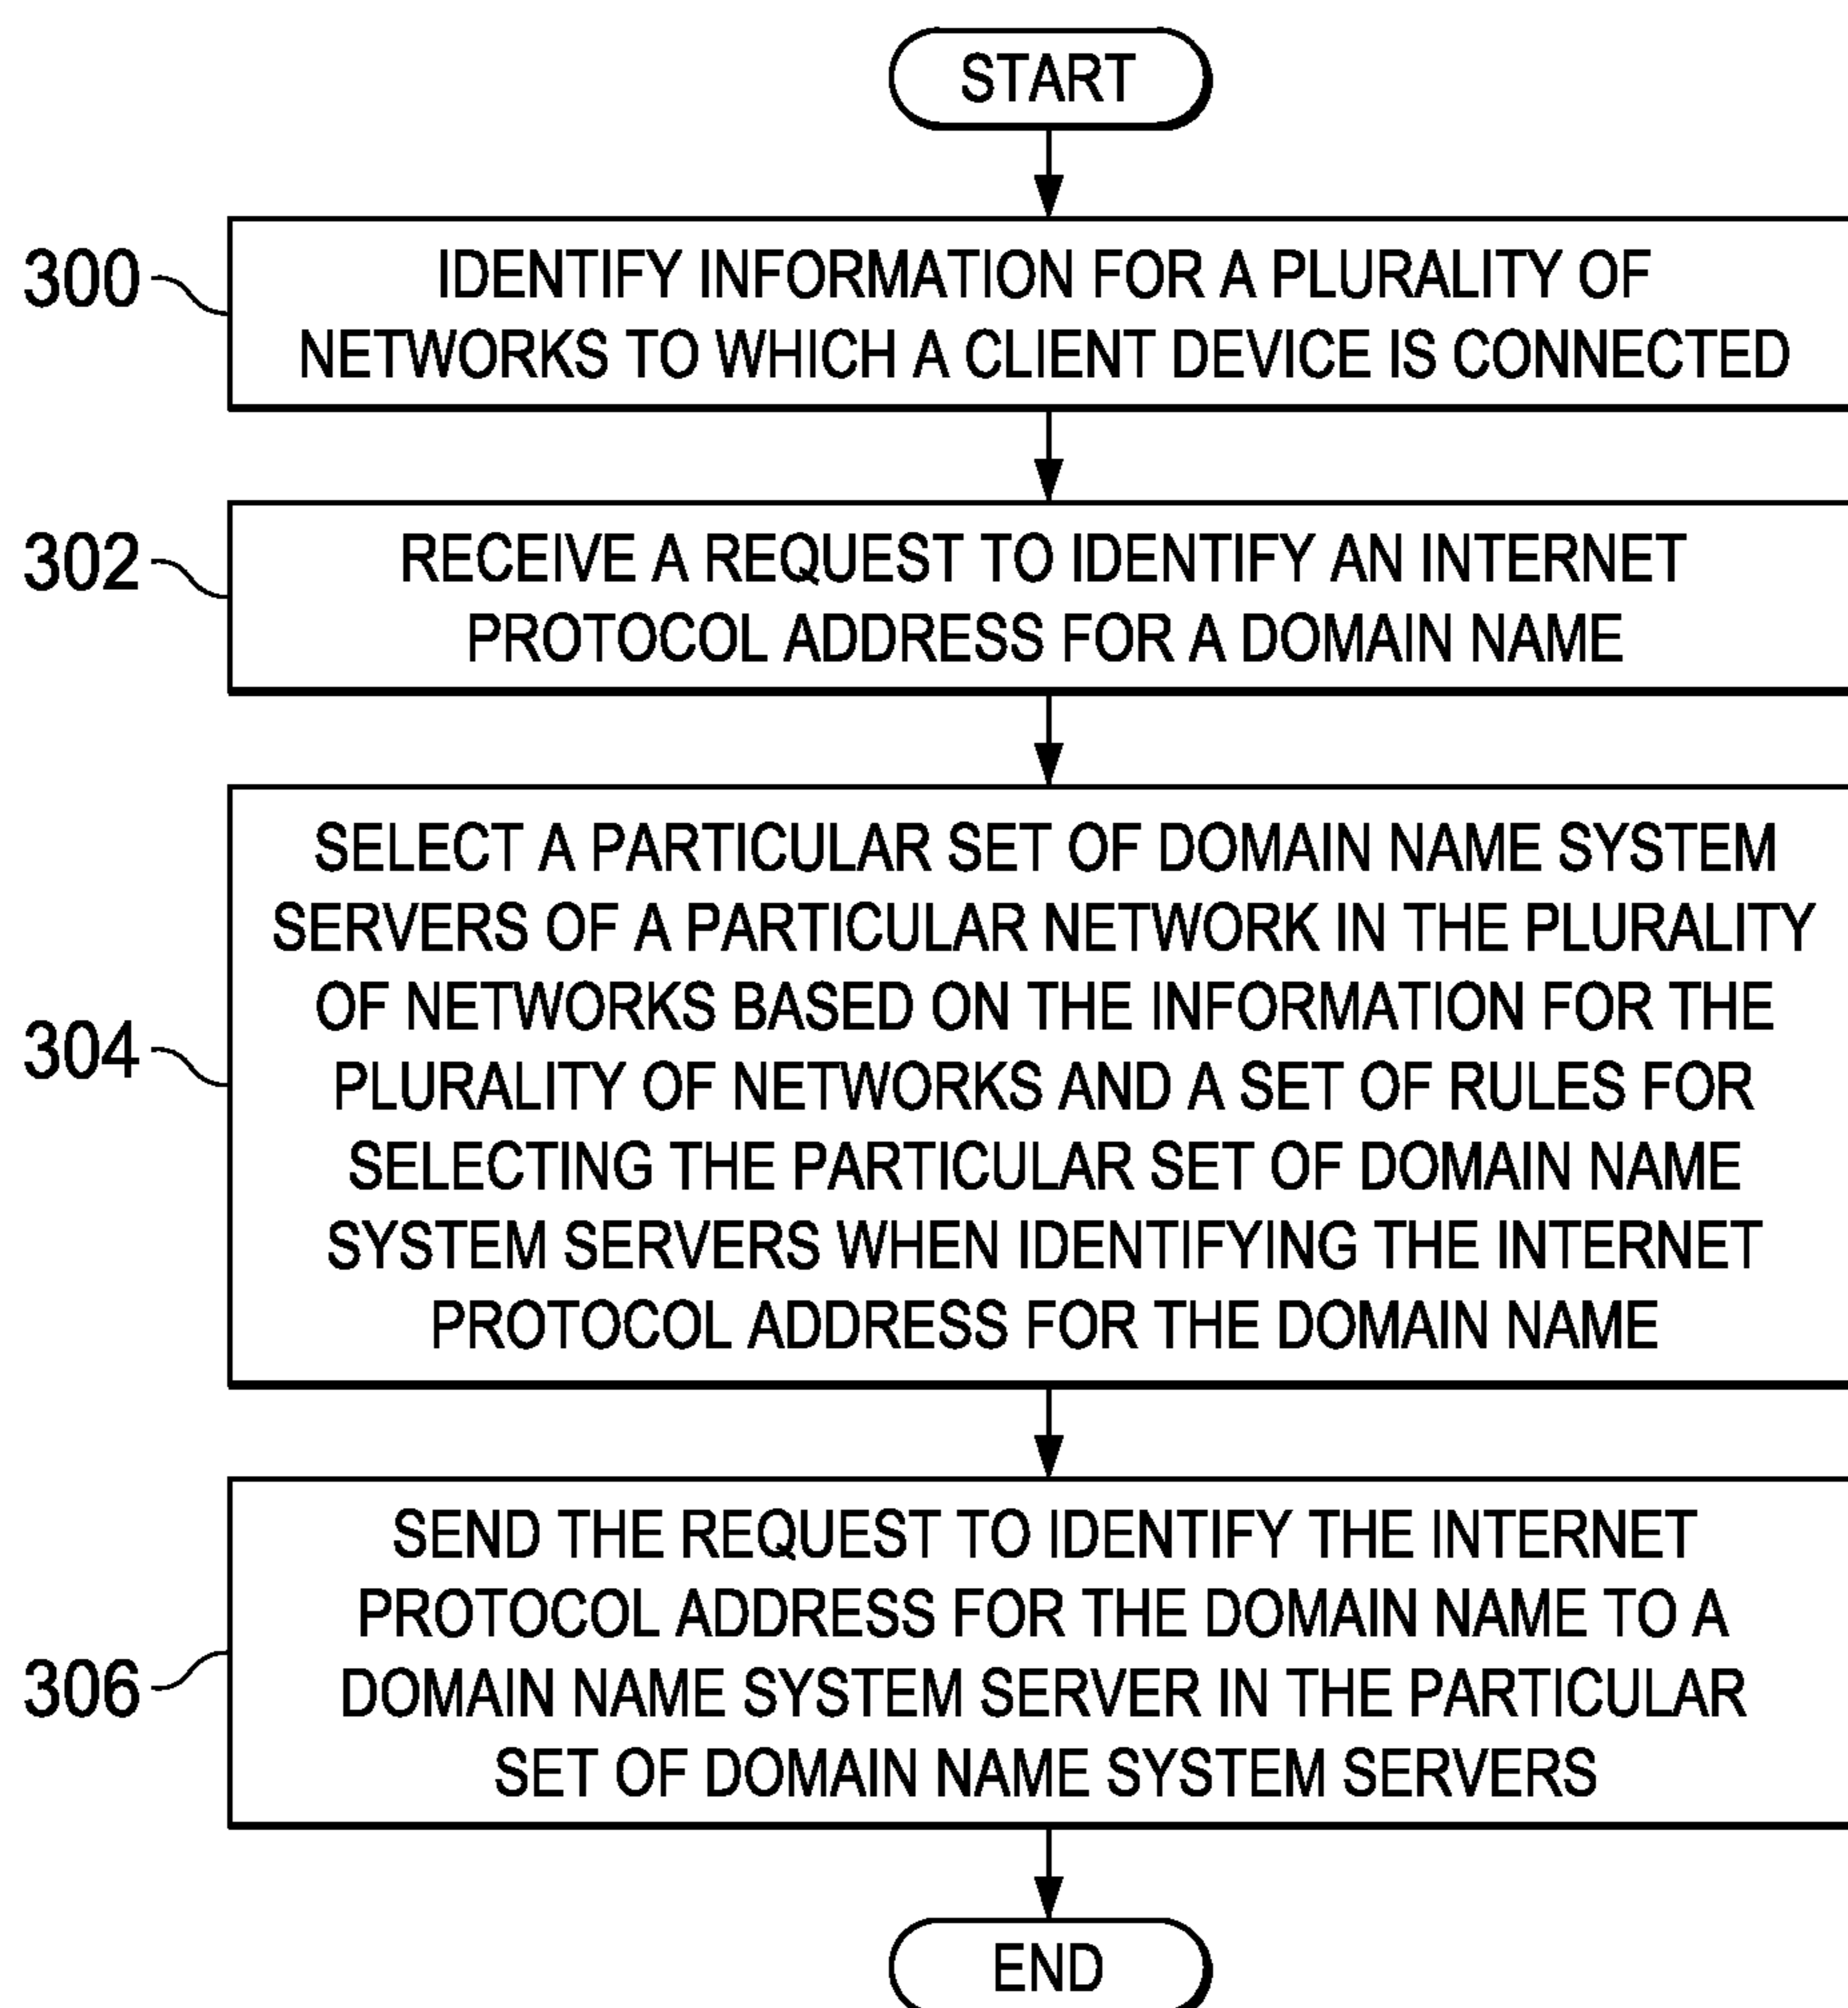 START
300
IDENTIFY INFORMATION FOR A PLURALITY OF
NETWORKS TO WHICH A CLIENT DEVICE IS CONNECTED
302
RECEIVE A REQUEST TO IDENTIFY AN INTERNET
PROTOCOL ADDRESS FOR A DOMAIN NAME
304
SELECT A PARTICULAR SET OF DOMAIN NAME SYSTEM
SERVERS OF A PARTICULAR NETWORK IN THE PLURALITY
OF NETWORKS BASED ON THE INFORMATION FOR THE
PLURALITY OF NETWORKS AND A SET OF RULES FOR
SELECTING THE PARTICULAR SET OF DOMAIN NAME
SYSTEM SERVERS WHEN IDENTIFYING THE INTERNET
PROTOCOL ADDRESS FOR THE DOMAIN NAME
306
SEND THE REQUEST TO IDENTIFY THE INTERNET
PROTOCOL ADDRESS FOR THE DOMAIN NAME TO A
DOMAIN NAME SYSTEM SERVER IN THE PARTICULAR
SET OF DOMAIN NAME SYSTEM SERVERS
END